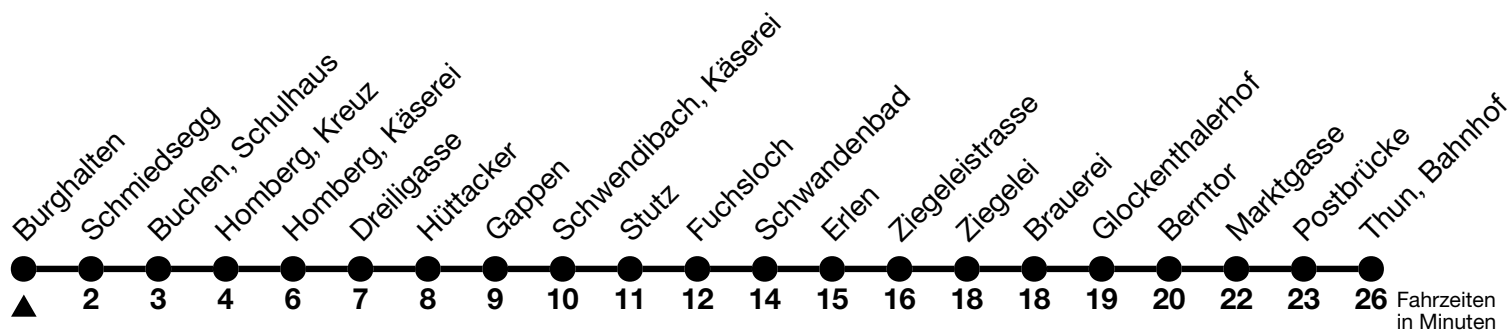 Burghalten
Schmiedsegg
Buchen, Schulhaus
Homberg, Kreuz
Homberg, Käserei
Dreiligasse
Hüttacker
Gappen
Schwendibach, Käserei
Stutz
Fuchsloch
Schwandenbad
Erlen
Ziegeleistrasse
Ziegelei
Brauerei
Glockenthalerhof
Berntor
Marktgasse
Postbrücke
Thun, Bahnhof
2 3 4 6 7 8 9 10 11 12 14 15 16 18 18 19 20 22 23 26 Fahrzeiten
in Minuten